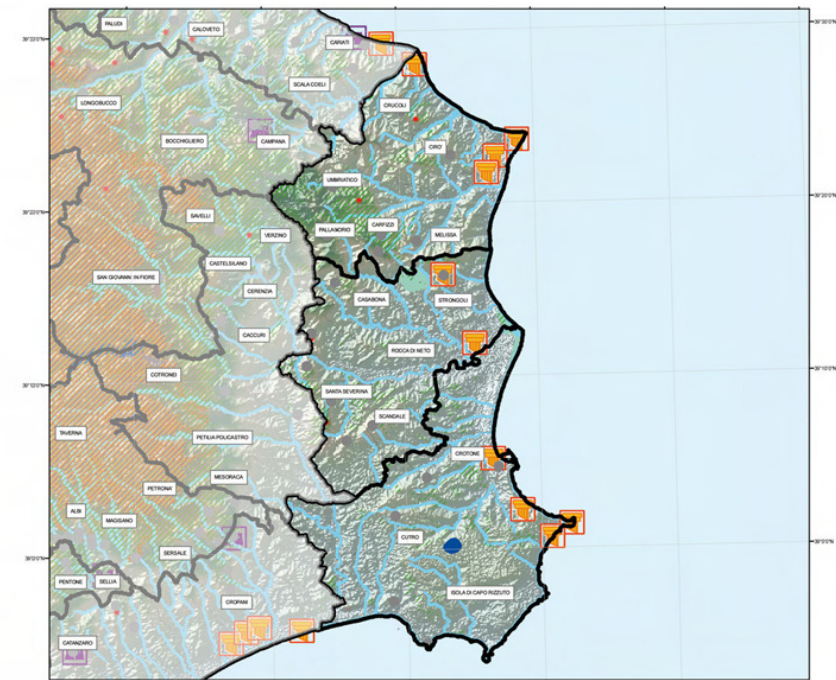 PALUDI
CALOVETO
CARIATI
SCALA COELI
LONGOBUCCO
CRUCOLI
BOCCHIGLIERO
CAMPANA
CIRO'
UMBRIATICO
SAVELLI
PALLAGORIO
CARFIZZI
VERZINO
MELISSA
CASTELSILANO
SAN GIOVANNI IN FIORE
CERENZIA
CASABONA
STRONGOLI
CACCURI
ROCCA DI NETO
COTRONEI
SANTA SEVERINA
SCANDALE
TAVERNA
PETILIA POLICASTRO
CROTONE
MESORACA
PETRONA'
ALBI
MAGISANO
CUTRO
SERSALE
PENTONE
SELLIA
ISOLA DI CAPO RIZZUTO
CROPANI
CATANZARO